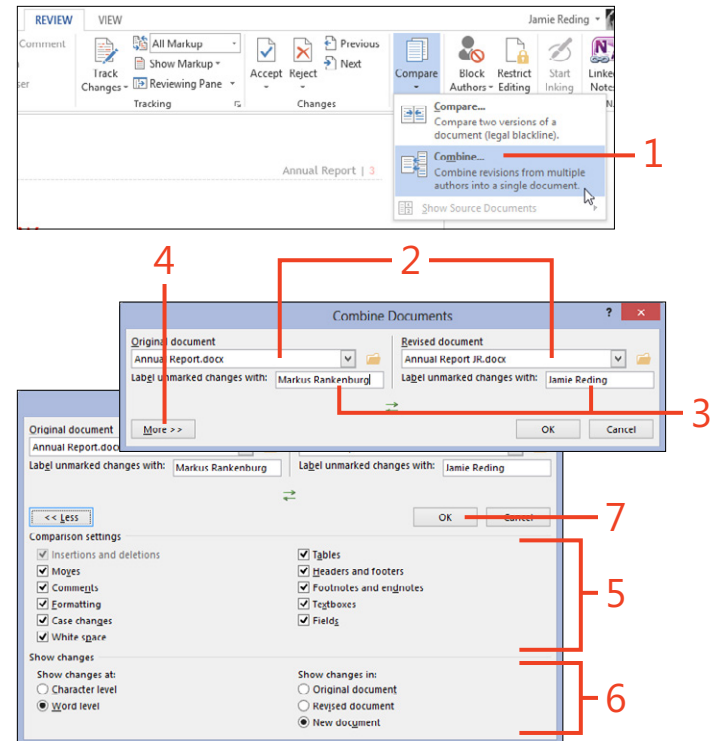 REVIEW VIEW Jamie Reding
Comment All Markup Previous
Track Changes Show Markup Accept Reject Next Compare Block Authors Restrict Editing Start Inking
Reviewing Pane
Tracking Changes
Compare...
Compare two versions of a
document (legal blackline).
Annual Report | 3
Combine...
Combine revisions from multiple
authors into a single document.
1
Show Source Documents
4 2
Combine Documents ?
Original document Revised document
Annual Report.docx Annual Report JR.docx
Label unmarked changes with: Markus Rankenburg Label unmarked changes with: Jamie Reding
3
More >> OK Cancel
Original document
Annual Report.doc
Label unmarked changes with: Markus Rankenburg Label unmarked changes with: Jamie Reding
<< Less OK Cancel 7
Comparison settings
Insertions and deletions Tables
Moves Headers and footers
Comments Footnotes and endnotes
5
Formatting Textboxes
Case changes Fields
White space
Show changes
Show changes at: Show changes in:
Character level Original document
6
Word level Revised document
New document